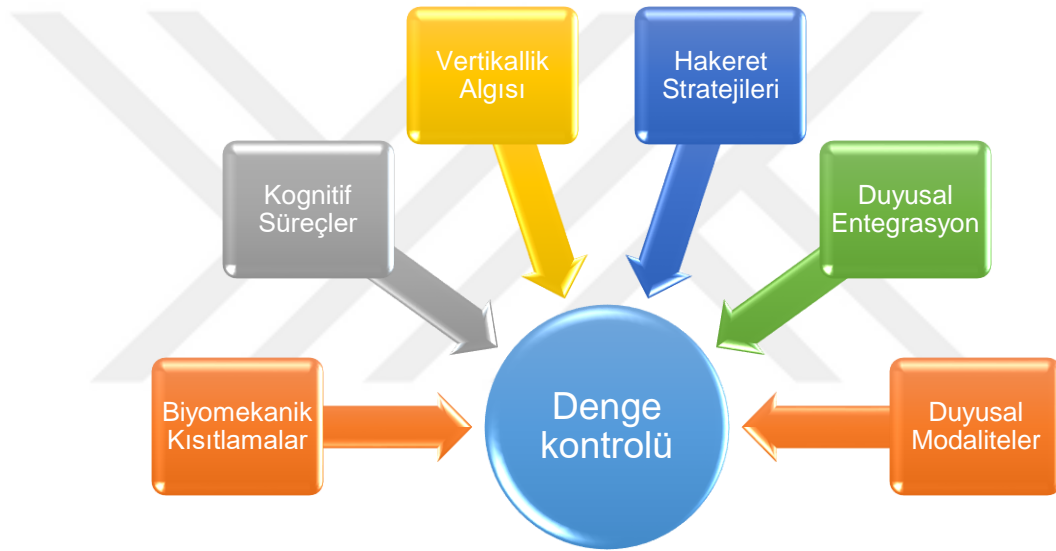 Vertikallik
Algısı
Hakeret
Stratejileri
Kognitif
Süreçler
Duyusal
Entegrasyon
Biyomekanik
Kısıtlamalar
Denge
kontrolü
Duyusal
Modaliteler